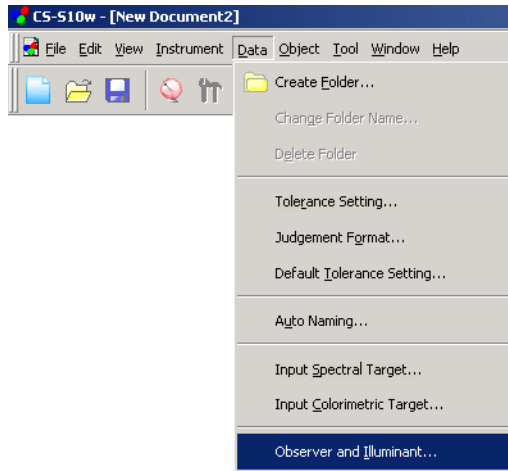 CS-S10w - [New Document2]
File Edit View Instrument Data Object Tool Window Help
Create Folder...
Change Folder Name...
Delete Folder
Tolerance Setting...
Judgement Format...
Default Tolerance Setting...
Auto Naming...
Input Spectral Target...
Input Colorimetric Target...
Observer and Illuminant...